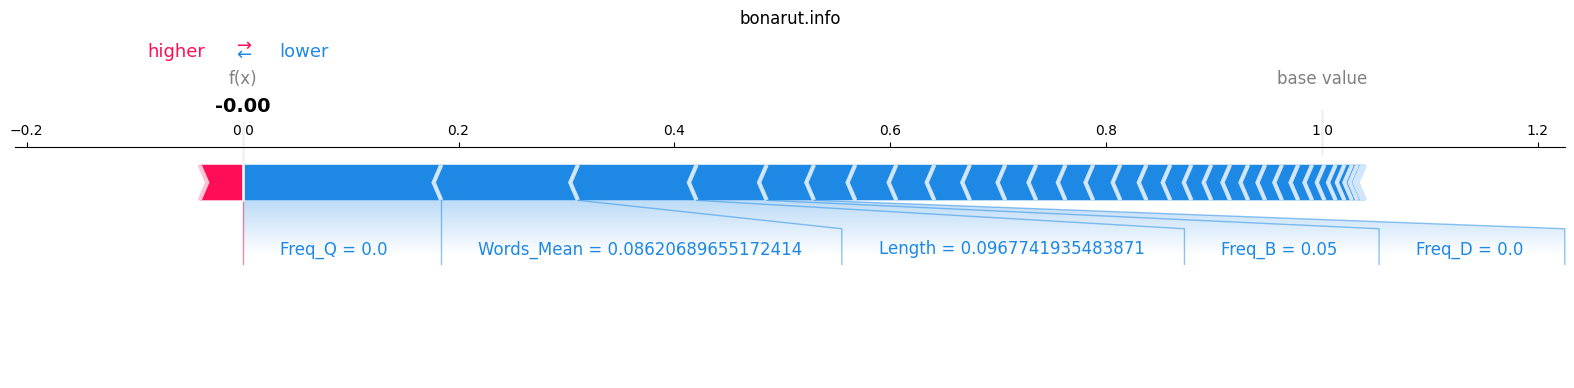 bonarut.info
higher → ← lower
f(x)
base value
-0.00
−0.2
0 0
0.2
0.4
0.6
0.8
1 0
1.2
Freq_Q = 0.0
Words_Mean = 0.08620689655172414
Length = 0.0967741935483871
Freq_B = 0.05
Freq_D = 0.0